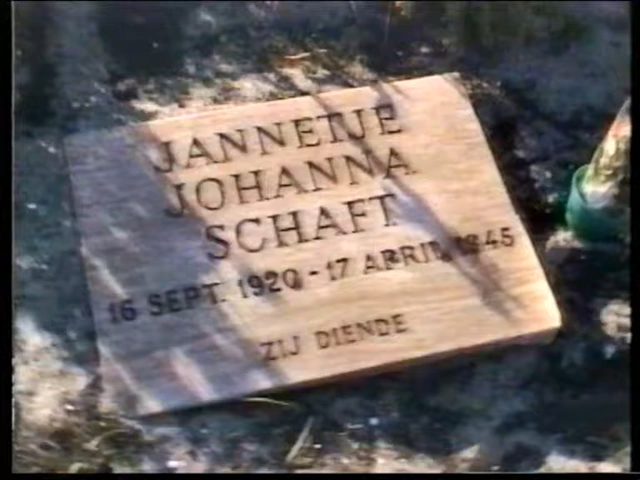 JANNETJE
JOHANNA
SCHAFT
16 SEPT. 1920 - 17 APRIL 1945
ZIJ DIENDE